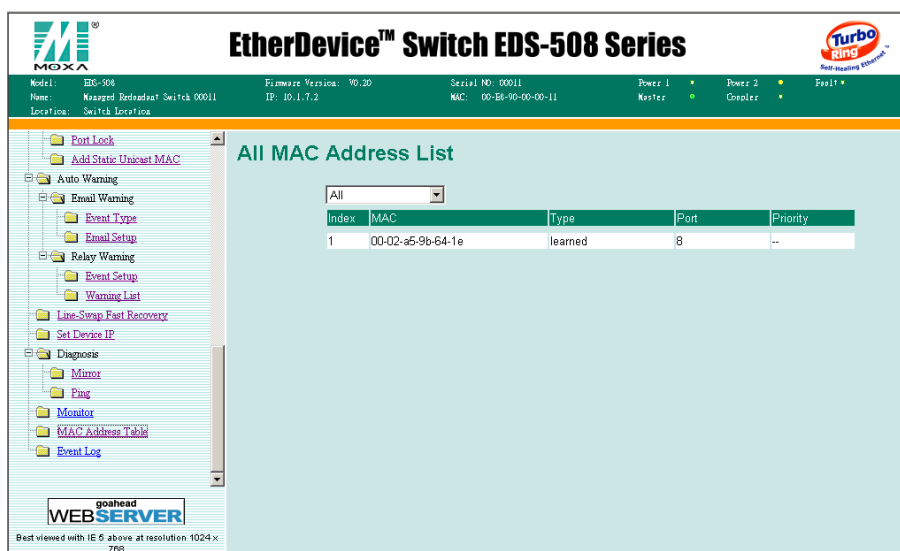 MOXA ®
EtherDevice™ Switch EDS-508 Series
Turbo
Ring
Self-Healing Ethernet
Model: EDS-508 Firmware Version: V0.20 Serial NO: 00011 Power 1 Power 2 Fault
Name: Managed Redundant Switch 00011 IP: 10.1.7.2 MAC: 00-E8-90-00-00-11 Master Coupler
Location: Switch Location
Port Lock
Add Static Unicast MAC
Auto Warning
Email Warning
Event Type
Email Setup
Relay Warning
Event Setup
Warning List
Line-Swap Fast Recovery
Set Device IP
Diagnosis
Mirror
Ping
Monitor
MAC Address Table
Event Log
goahead
WEBSERVER
Best viewed with IE 5 above at resolution 1024 x
768
All MAC Address List
All
Index MAC Type Port Priority
1 00-02-a5-9b-64-1e learned 8 --